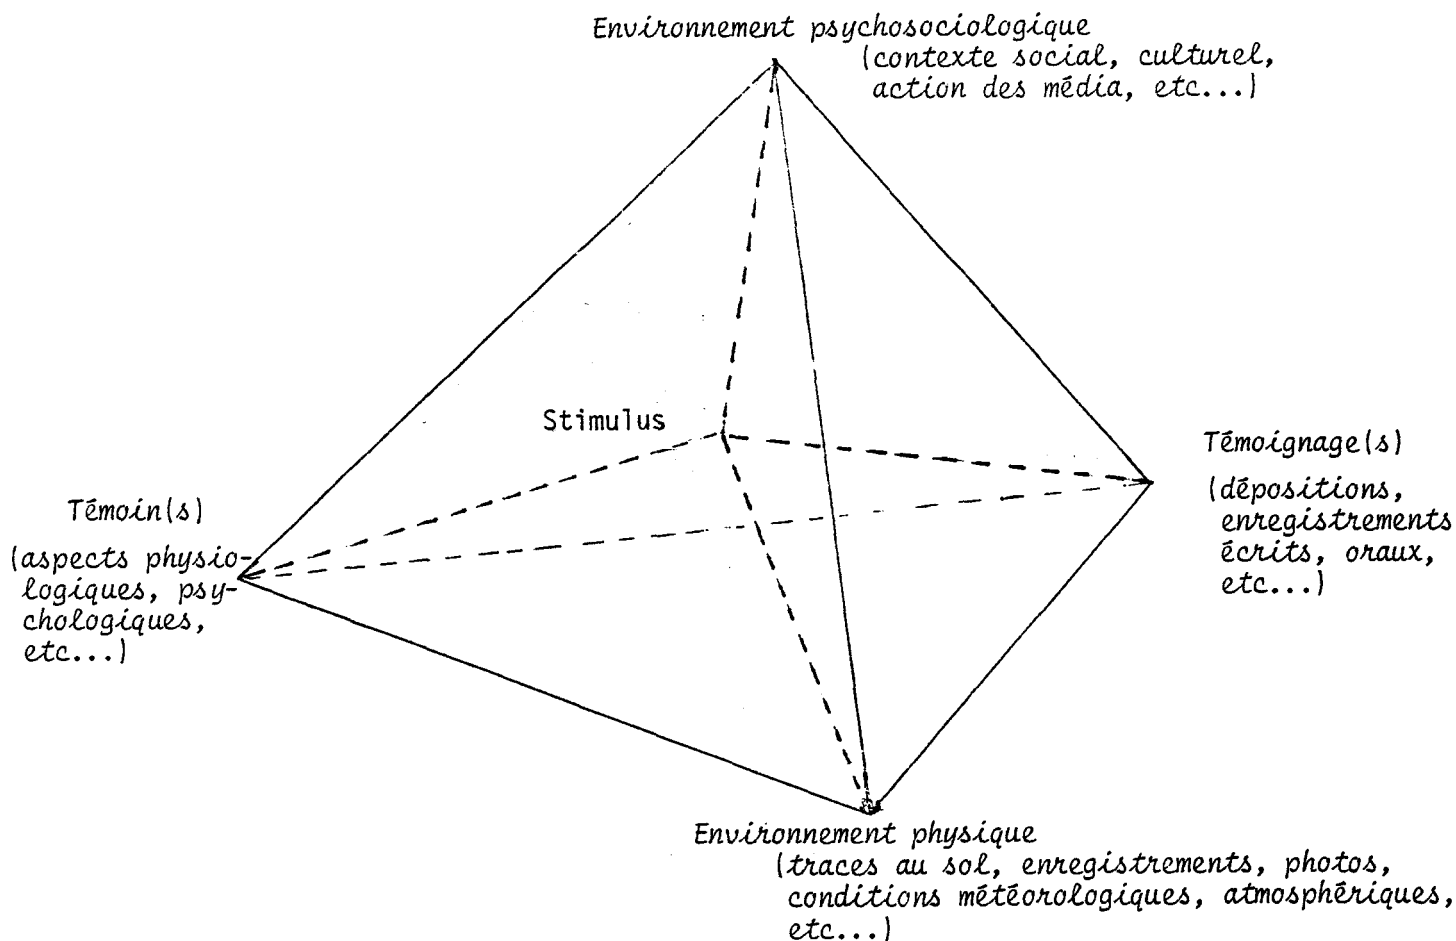 Environnement psychosociologique
(contexte social, culturel,
action des média, etc...)
Stimulus
Témoignage(s)
(dépositions,
enregistrements
écrits, oraux,
etc...)
Témoin(s)
(aspects physio-
logiques, psy-
chologiques,
etc...)
Environnement physique
(traces au sol, enregistrements, photos,
conditions météorologiques, atmosphériques,
etc...)